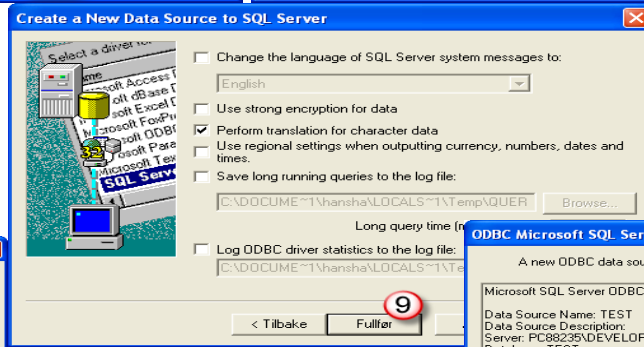 Create a New Data Source to SQL Server
Select a driver
Change the language of SQL Server system messages to:
English
Use strong encryption for data
Perform translation for character data
Use regional settings when outputting currency, numbers, dates and
times.
Save long running queries to the log file:
C:\DOCUME~1\hansha\LOCALS~1\Temp\QUER
Browse...
Long query time
Log ODBC driver statistics to the log file:
C:\DOCUME~1\hansha\LOCALS~1\Te
< Tilbake
Fullfør
9
ODBC Microsoft SQL Ser
A new ODBC data sou
Microsoft SQL Server ODBC
Data Source Name: TEST
Data Source Description:
Server: PC88235\DEVELOP